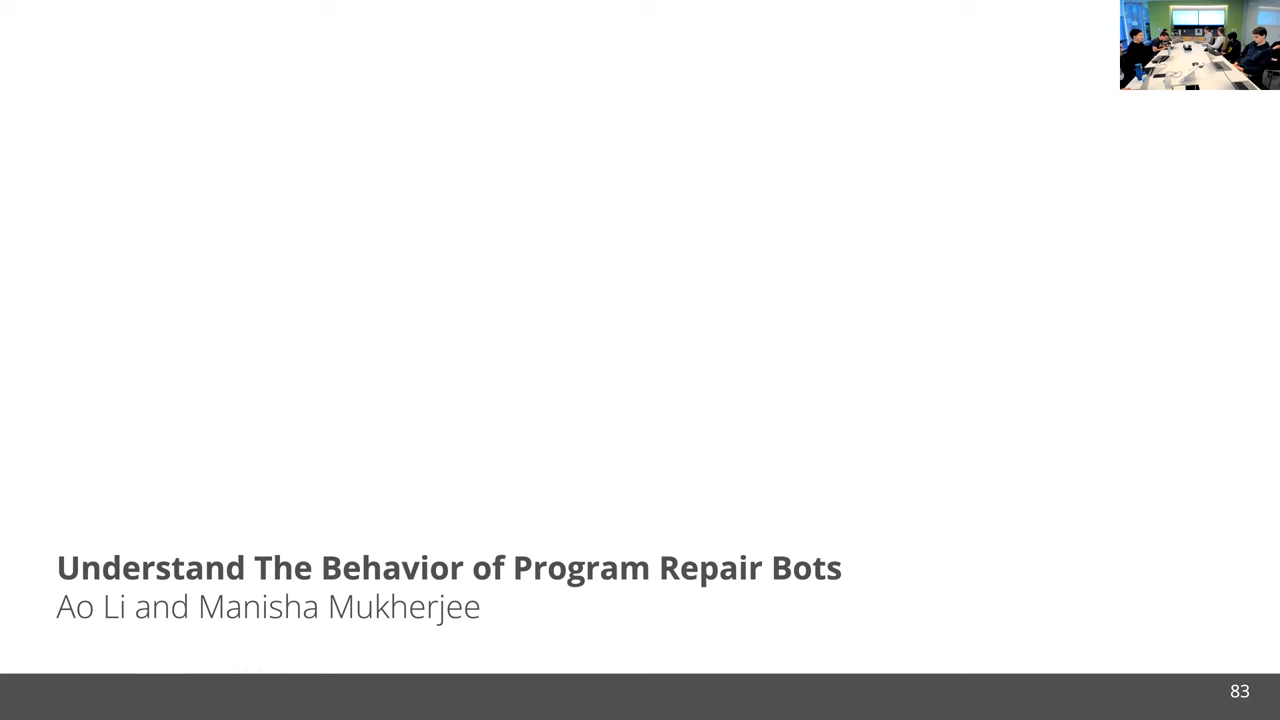 Understand The Behavior of Program Repair Bots
Ao Li and Manisha Mukherjee
83